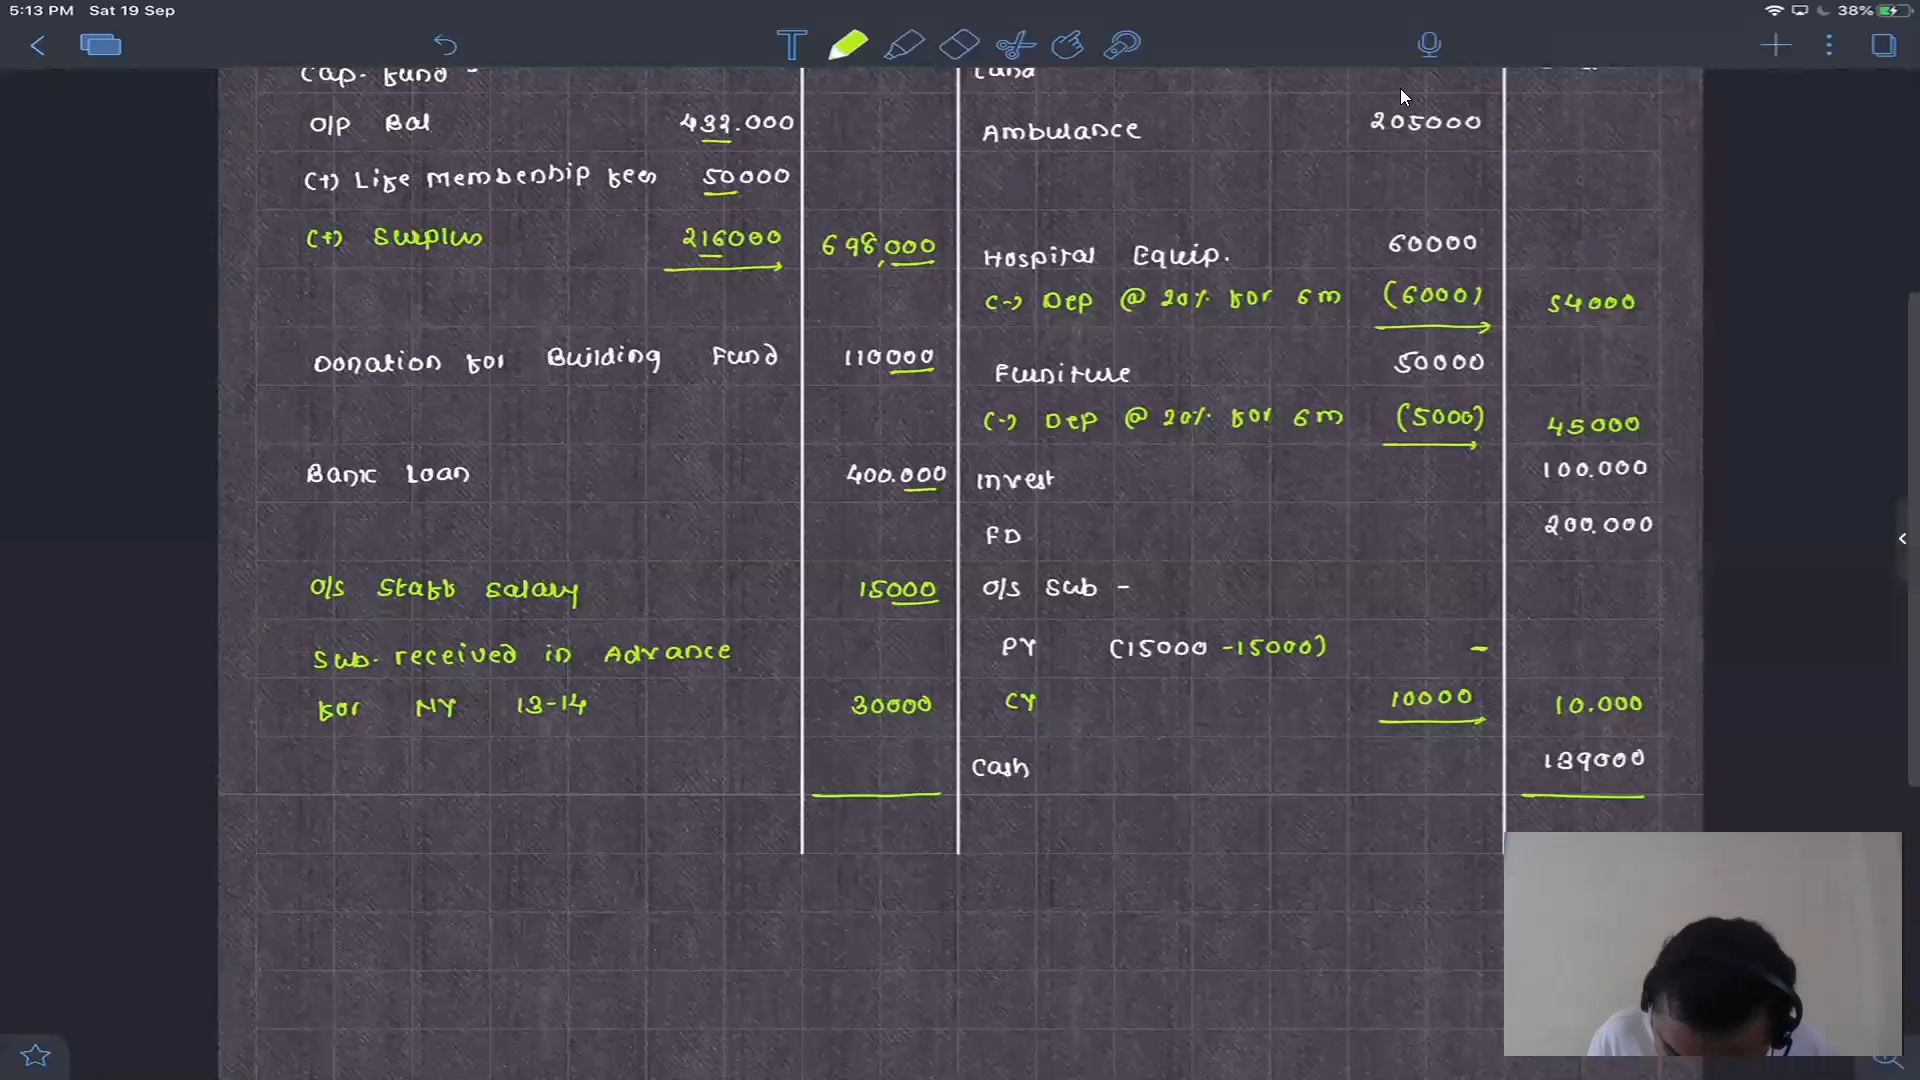 5:13 PM Sat 19 Sep
38%
Cap. Fund -
O/P Bal 432.000
(+) Life Membership Fees 50000
(+) Surplus 216000 698,000
Donation for Building Fund 110000
Bank Loan 400.000
O/s Staff Salary 15000
Sub. received in Advance
for NY 13-14 30000
Land
Ambulance 205000
Hospital Equip. 60000
(-) Dep @ 20% for 6m (6000) 54000
Furniture 50000
(-) Dep @ 20% for 6m (5000) 45000
Invest 100.000
FD 200.000
O/s Sub -
PY (15000 -15000) -
CY 10000 10.000
Cash 139000